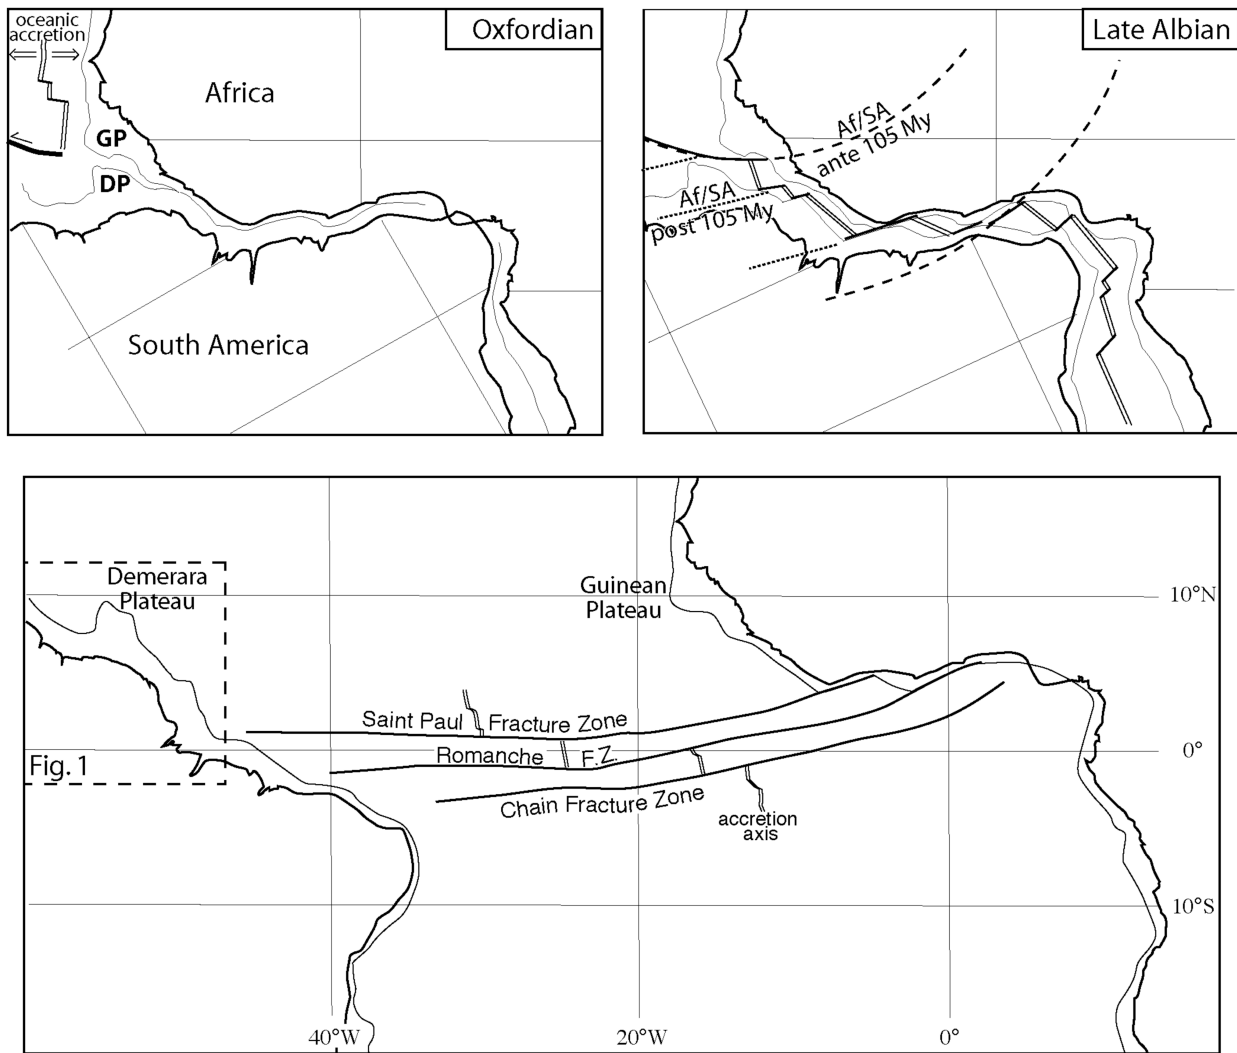 oceanic
accretion
Oxfordian
Africa
GP
DP
South America
Late Albian
Af/SA
ante 105 My
Af/SA
post 105 My
Demerara
Plateau
Guinean
Plateau
10°N
Saint Paul Fracture Zone
Romanche F.Z.
0°
Fig. 1
Chain Fracture Zone
accretion
axis
10°S
40°W
20°W
0°